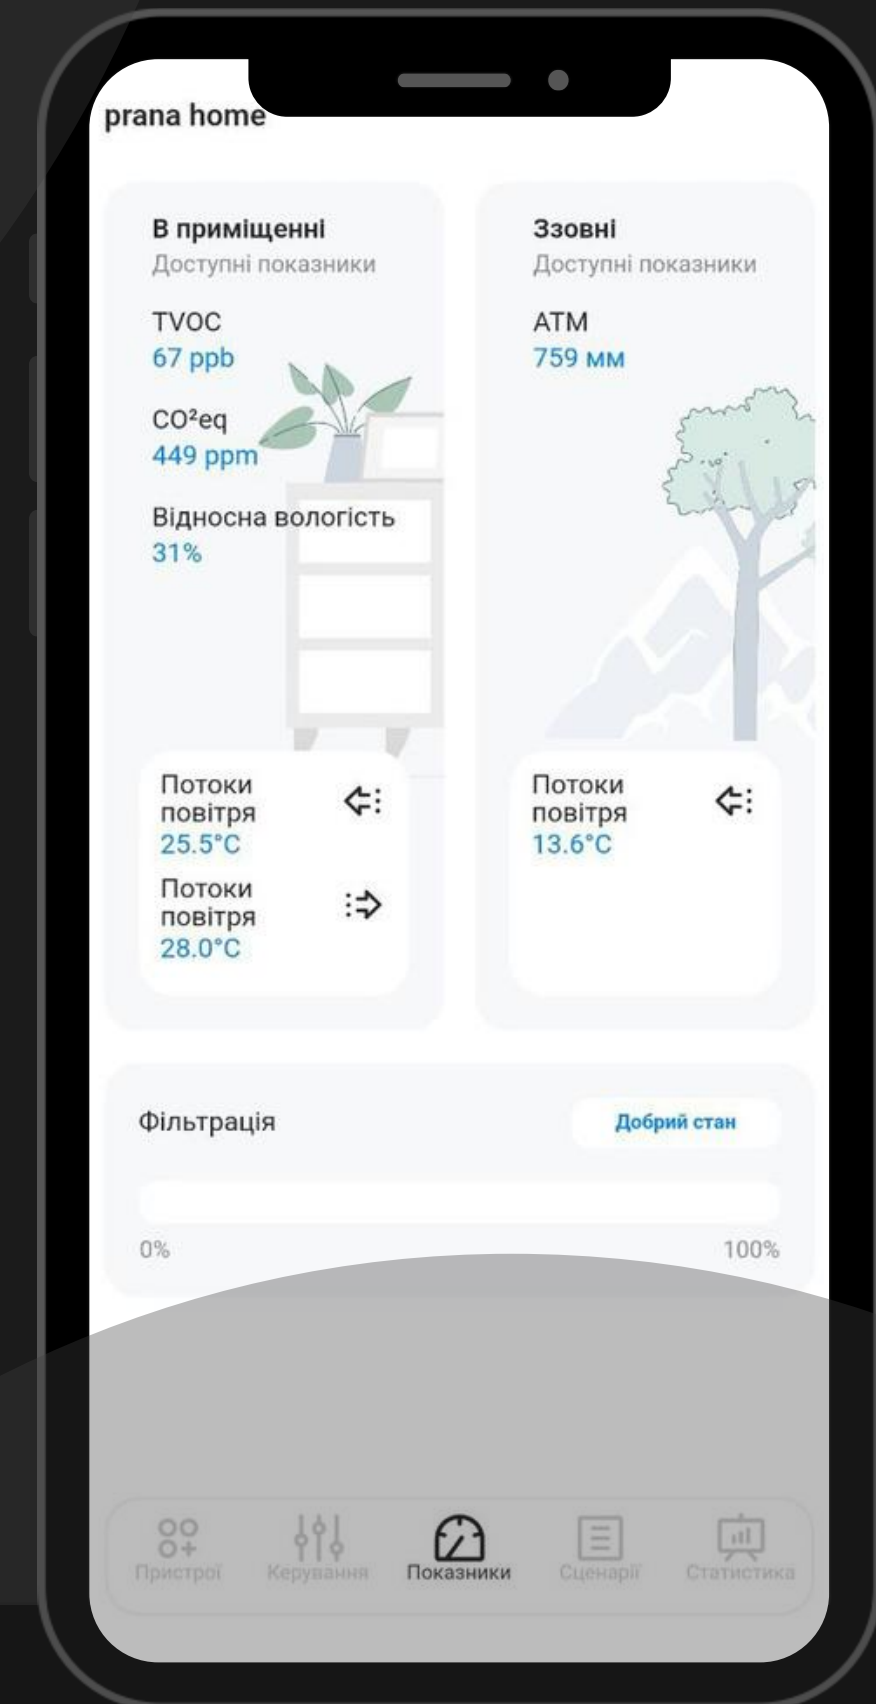 prana home
В приміщенні
Доступні показники
TVOC
67 ppb
CO²eq
449 ppm
Відносна вологість
31%
Потоки
повітря
25.5°C
Потоки
повітря
28.0°C
Ззовні
Доступні показники
ATM
759 мм
Потоки
повітря
13.6°C
Фільтрація
Добрий стан
0%
100%
Пристрої
Керування
Показники
Сценарії
Статистика